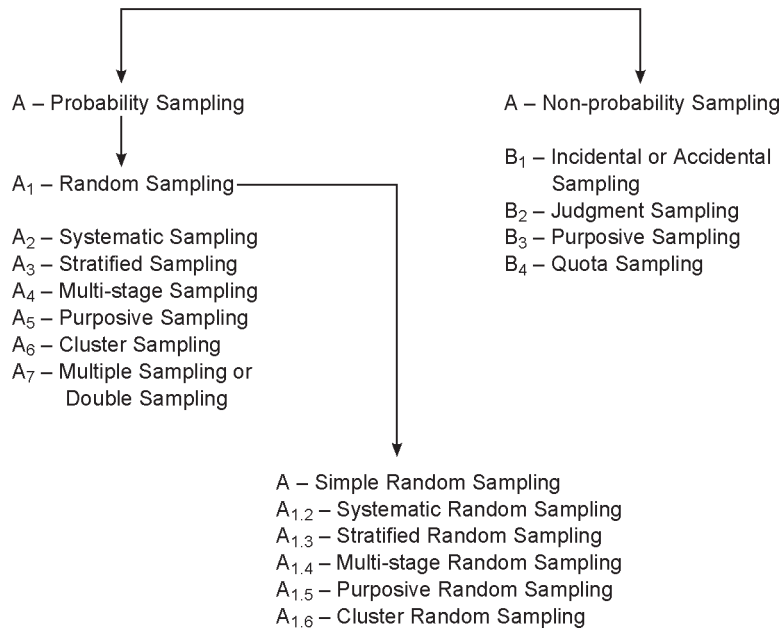 A – Probability Sampling
A – Non-probability Sampling
A₁ – Random Sampling
A₂ – Systematic Sampling
A₃ – Stratified Sampling
A₄ – Multi-stage Sampling
A₅ – Purposive Sampling
A₆ – Cluster Sampling
A₇ – Multiple Sampling or
Double Sampling
B₁ – Incidental or Accidental
Sampling
B₂ – Judgment Sampling
B₃ – Purposive Sampling
B₄ – Quota Sampling
A – Simple Random Sampling
A₁.₂ – Systematic Random Sampling
A₁.₃ – Stratified Random Sampling
A₁.₄ – Multi-stage Random Sampling
A₁.₅ – Purposive Random Sampling
A₁.₆ – Cluster Random Sampling